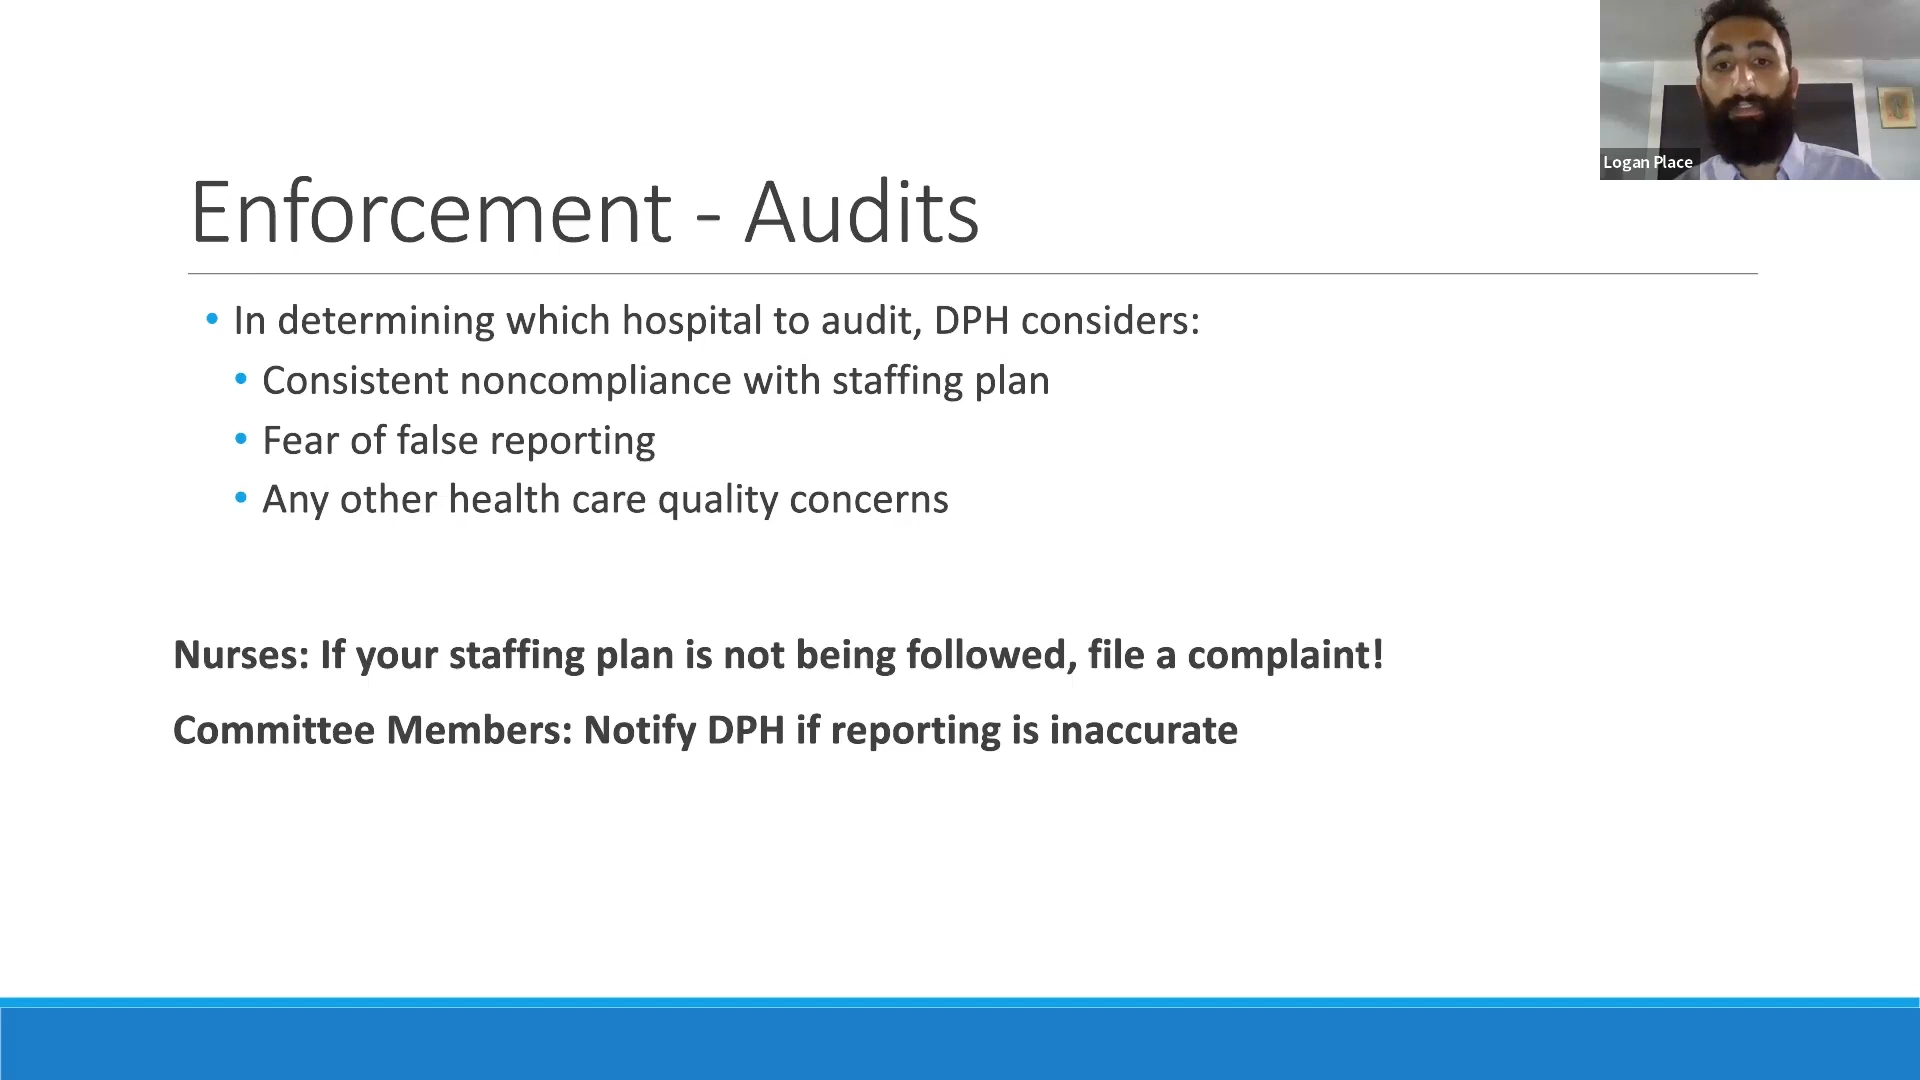 Logan Place
Enforcement - Audits
• In determining which hospital to audit, DPH considers:
• Consistent noncompliance with staffing plan
• Fear of false reporting
• Any other health care quality concerns
Nurses: If your staffing plan is not being followed, file a complaint!
Committee Members: Notify DPH if reporting is inaccurate